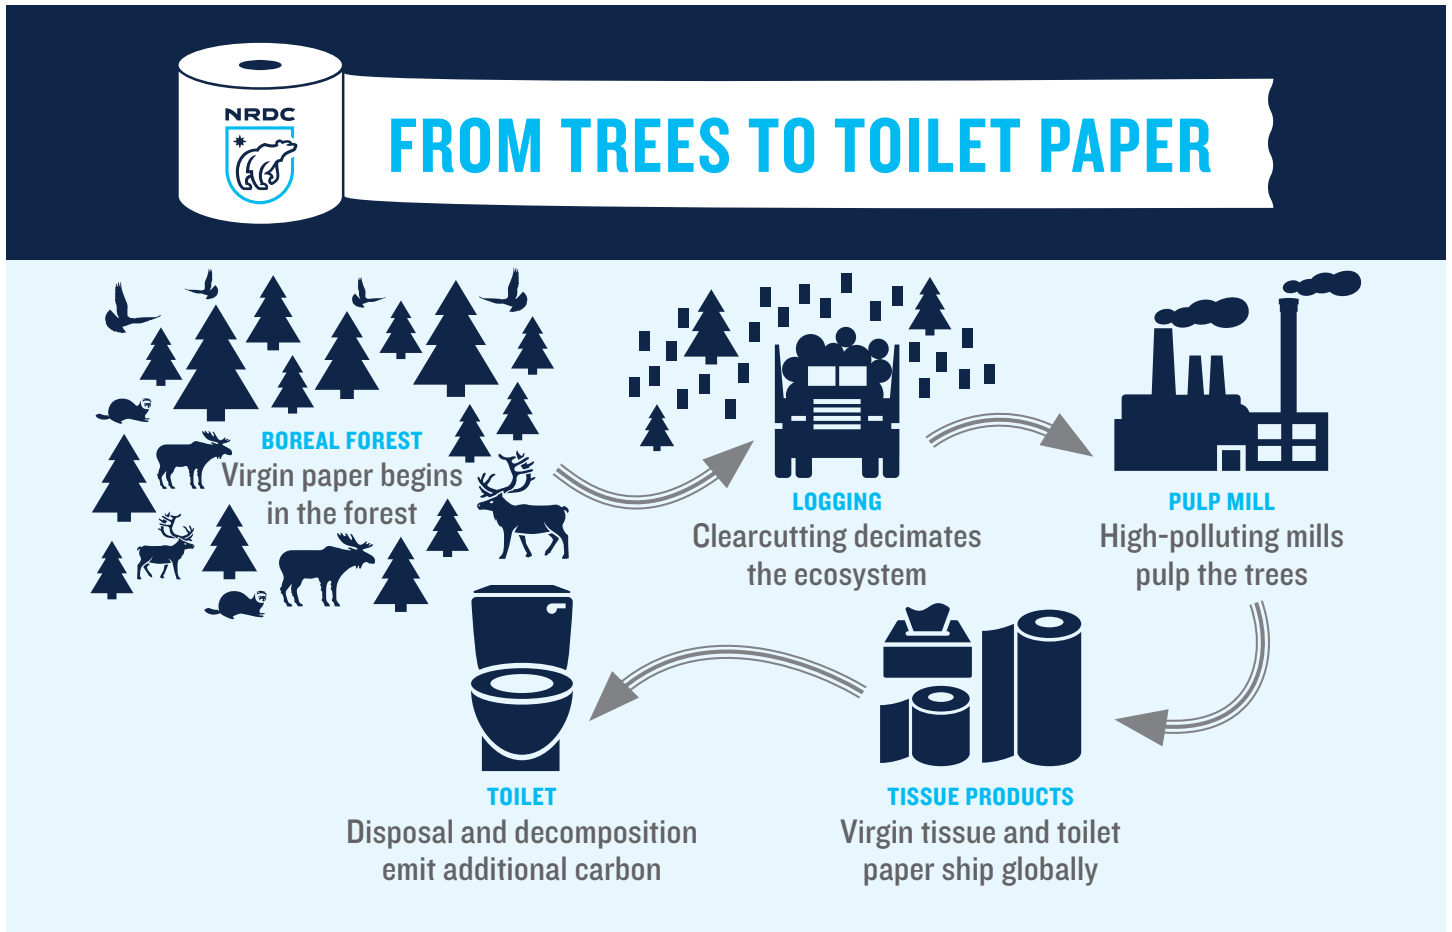 NRDC
FROM TREES TO TOILET PAPER
BOREAL FOREST
Virgin paper begins
in the forest
LOGGING
Clearcutting decimates
the ecosystem
PULP MILL
High-polluting mills
pulp the trees
TISSUE PRODUCTS
Virgin tissue and toilet
paper ship globally
TOILET
Disposal and decomposition
emit additional carbon